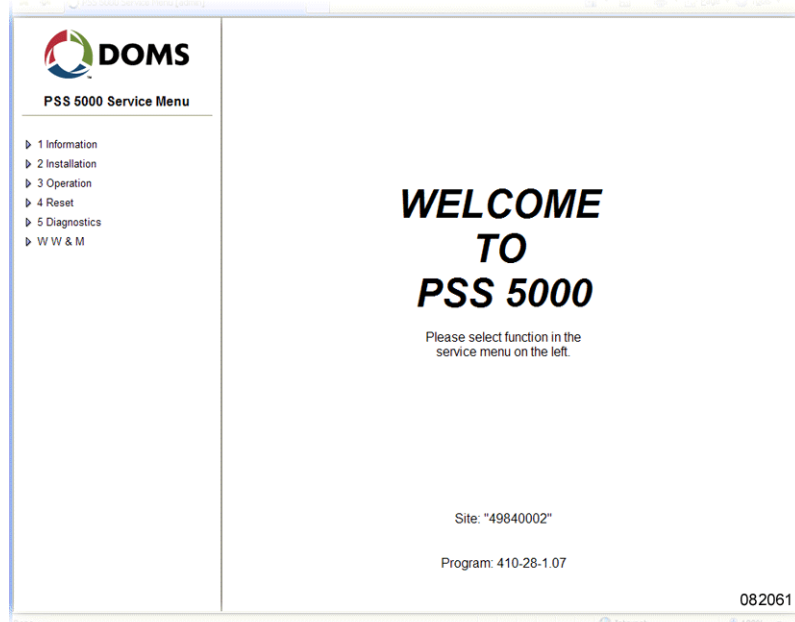 DOMS
PSS 5000 Service Menu
1 Information
2 Installation
3 Operation
4 Reset
5 Diagnostics
W W & M
WELCOME
TO
PSS 5000
Please select function in the
service menu on the left.
Site: "49840002"
Program: 410-28-1.07
082061